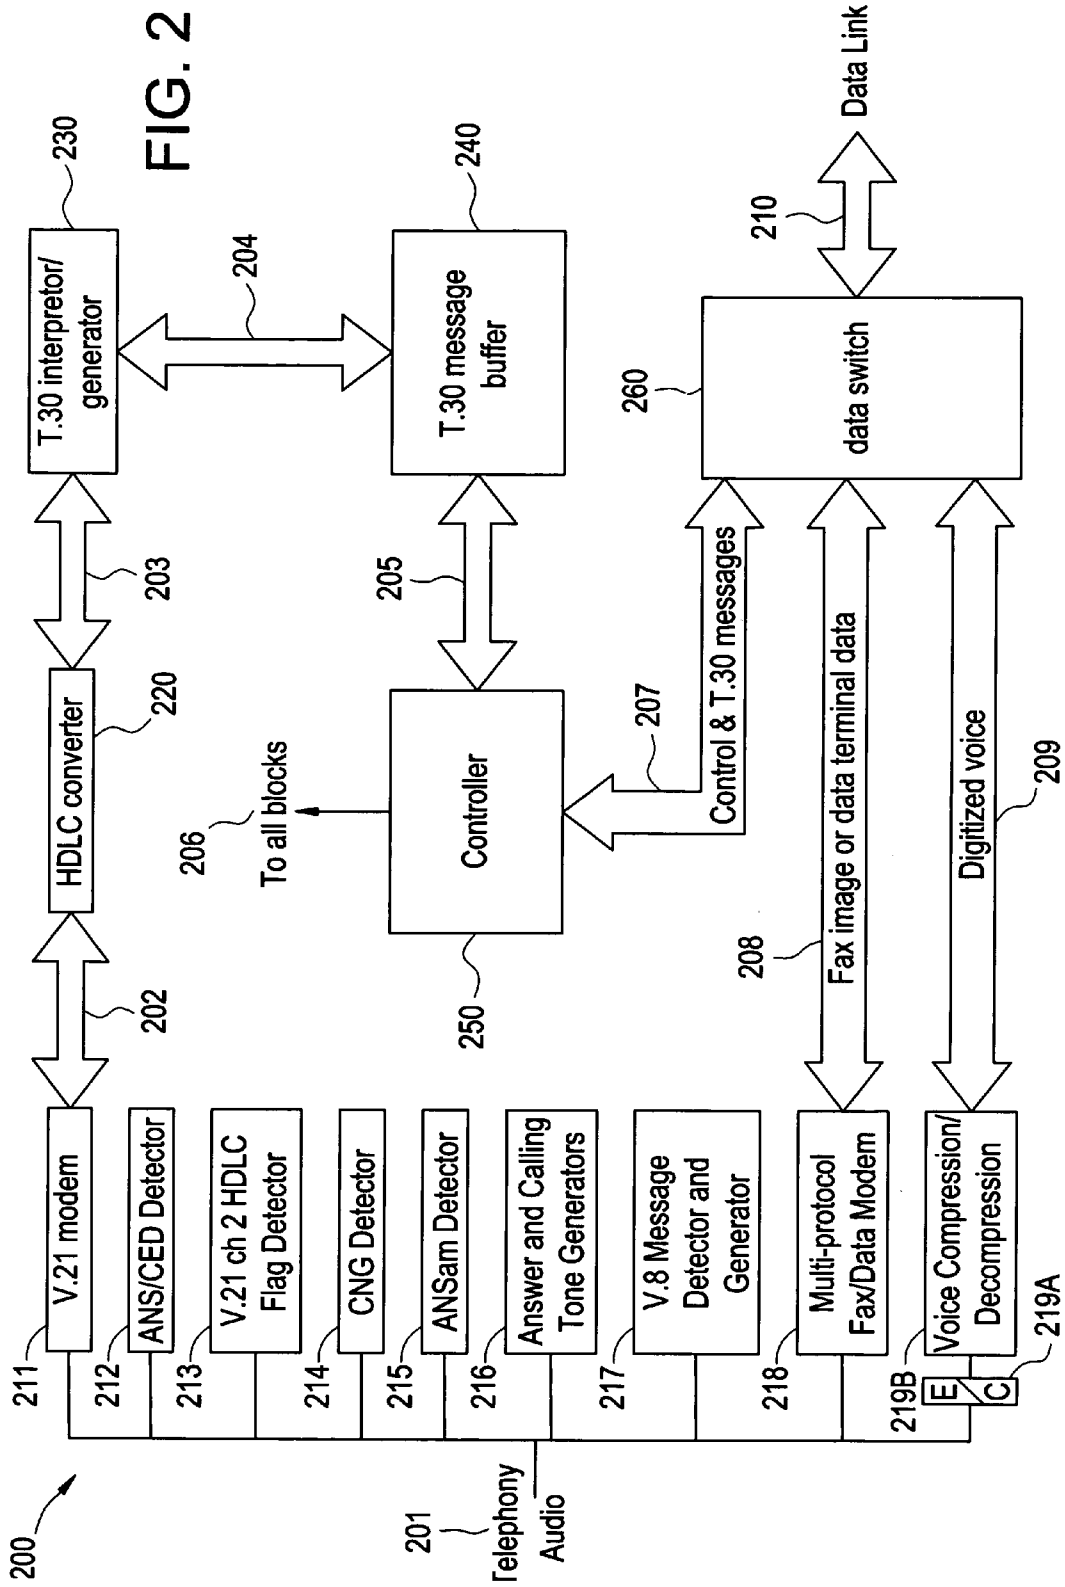 FIG. 2
200
201
Telephony
Audio
211
V.21 modem
212
ANS/CED Detector
213
V.21 ch 2 HDLC
Flag Detector
214
CNG Detector
215
ANSam Detector
216
Answer and Calling
Tone Generators
217
V.8 Message
Detector and
Generator
218
Multi-protocol
Fax/Data Modem
219B
Voice Compression/
Decompression
E
C
219A
202
HDLC converter
220
203
T.30 interpretor/
generator
230
204
T.30 message
buffer
240
205
206
To all blocks
Controller
250
207
Control & T.30 messages
208
Fax image or data terminal data
Digitized voice
209
260
data switch
210
Data Link